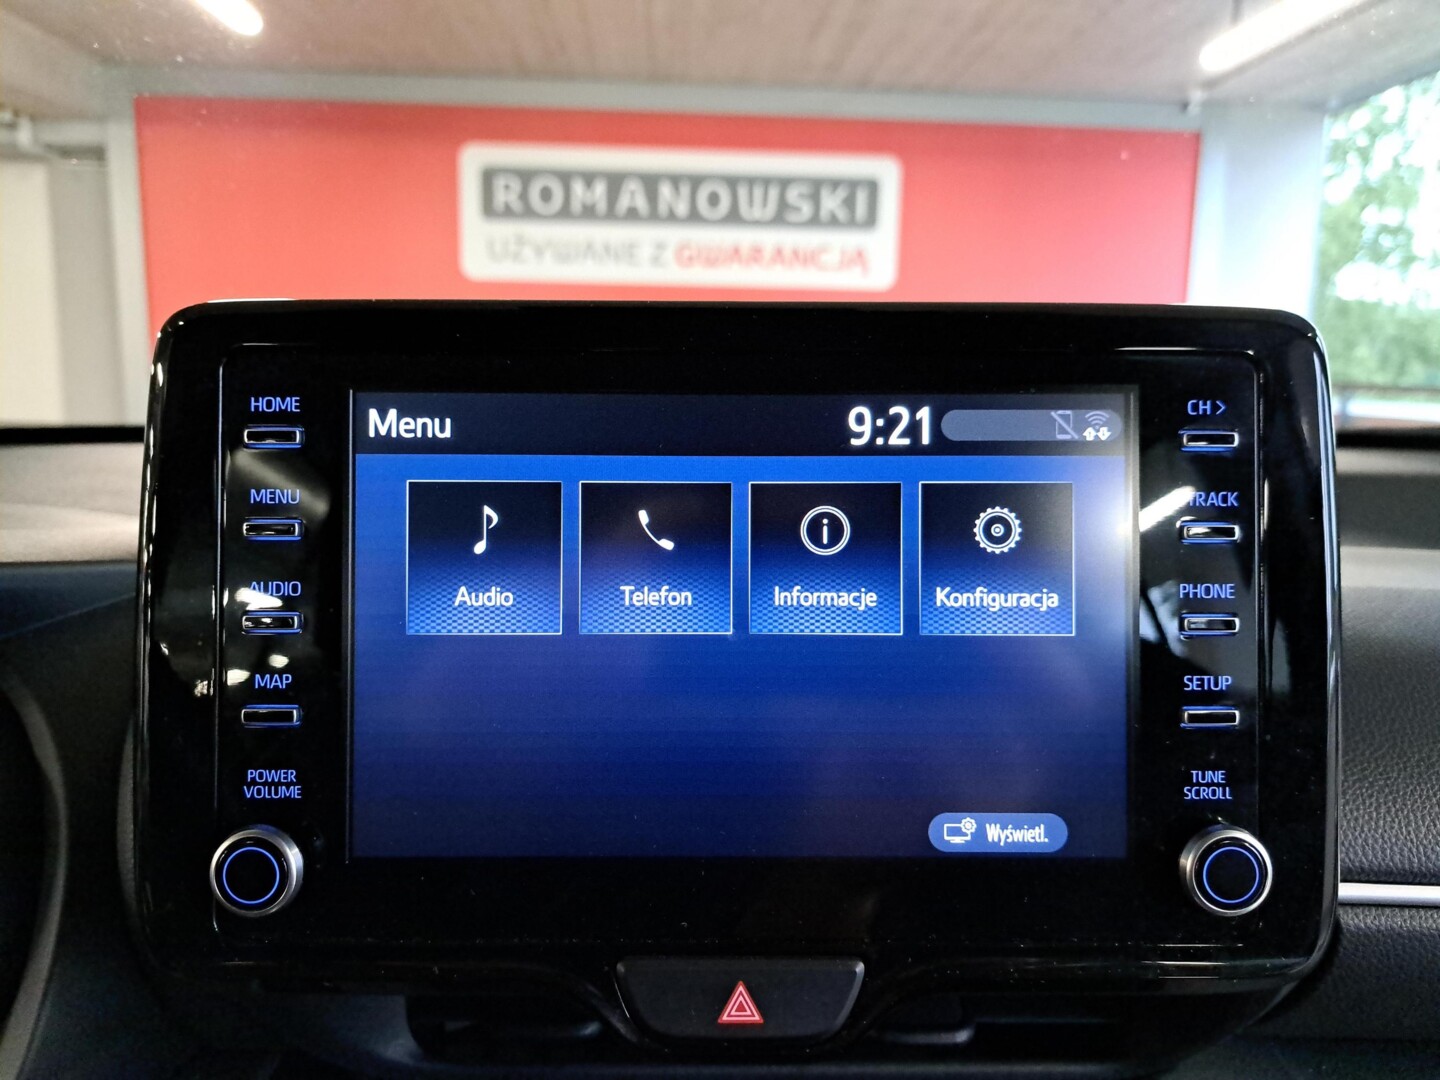 ROMANOWSKI
UŻYWANE Z GWARANCJĄ
HOME
MENU
AUDIO
MAP
POWER
VOLUME
Menu
9:21
Audio
Telefon
Informacje
Konfiguracja
Wyświetl.
CH >
TRACK
PHONE
SETUP
TUNE
SCROLL